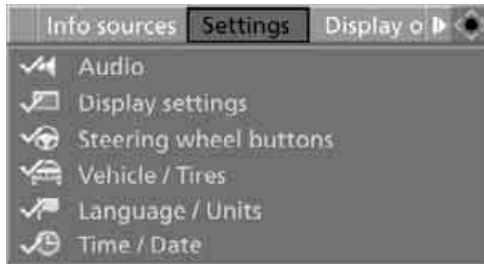 Info sources Settings Display o
Audio
Display settings
Steering wheel buttons
Vehicle / Tires
Language / Units
Time / Date